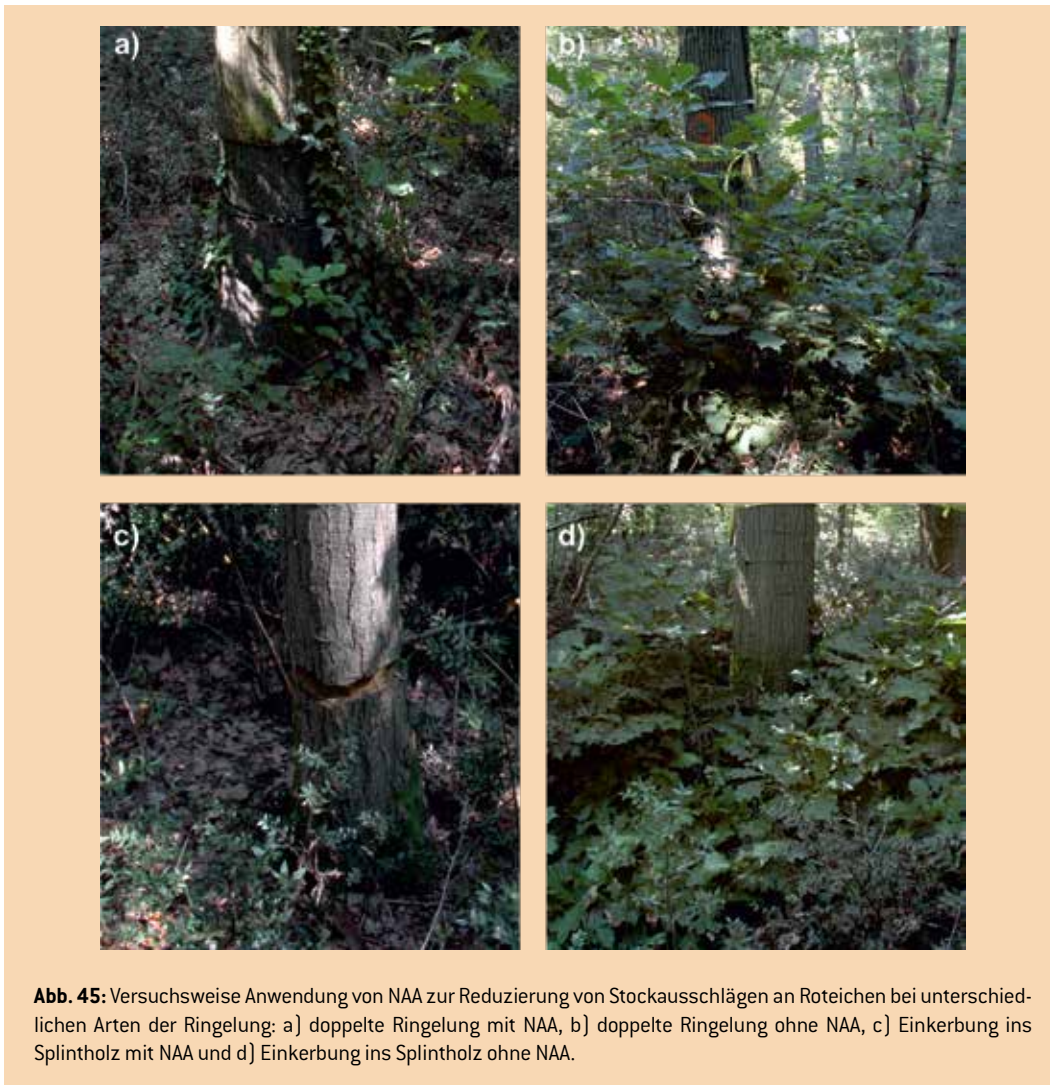 a)
b)
c)
d)
Abb. 45: Versuchsweise Anwendung von NAA zur Reduzierung von Stockausschlägen an Roteichen bei unterschied-
lichen Arten der Ringelung: a) doppelte Ringelung mit NAA, b) doppelte Ringelung ohne NAA, c) Einkerbung ins
Splintholz mit NAA und d) Einkerbung ins Splintholz ohne NAA.